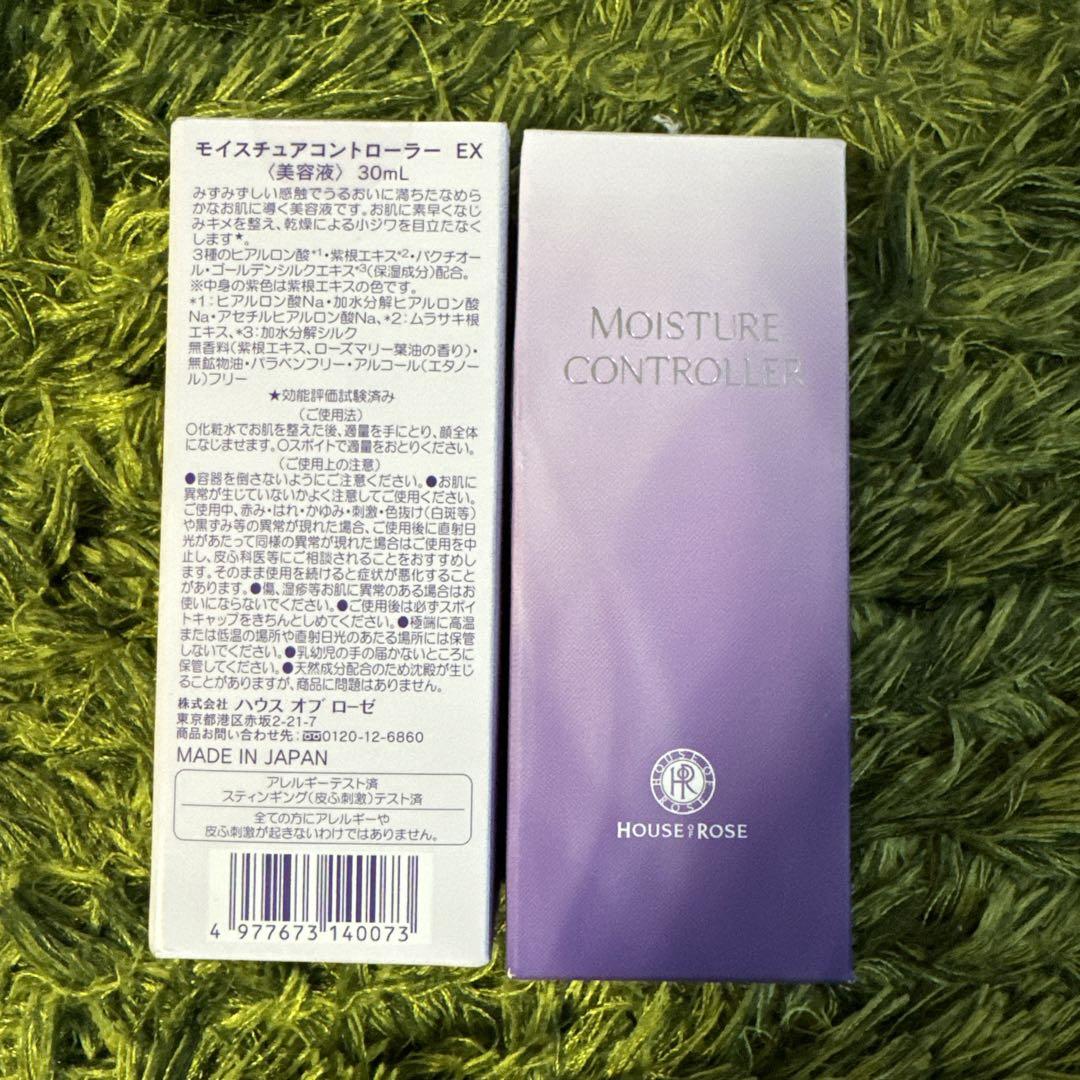 モイスチュアコントローラー EX
〈美容液〉 30mL
みずみずしい感触でうるおいに満ちたなめら
かなお肌に導く美容液です。お肌に素早くなじ
みキメを整え、乾燥による小ジワを目立たなく
します★。
3種のヒアルロン酸*1・紫根エキス*2・バクチオー
ル・ゴールデンシルクエキス*3(保湿成分)配合。
※中身の紫色は紫根エキスの色です。
*1:ヒアルロン酸Na・加水分解ヒアルロン酸
Na・アセチルヒアルロン酸Na、*2:ムラサキ根
エキス、*3:加水分解シルク
無香料(紫根エキス、ローズマリー葉油の香り)・
無鉱物油・パラベンフリー・アルコール(エタノー
ル)フリー
★効能評価試験済み
〈ご使用法〉
○化粧水でお肌を整えた後、適量を手にとり、顔全体
になじませます。○スポイトで適量をおとりください。
〈ご使用上の注意〉
●容器を倒さないようにご注意ください。●お肌に
異常が生じていないかよく注意してご使用ください。
ご使用中、赤み・はれ・かゆみ・刺激・色抜け(白斑等)
や黒ずみ等の異常が現れた場合、ご使用後に直射日
光があたって同様の異常が現れた場合はご使用を中
止し、皮ふ科医等にご相談されることをおすすめし
ます。そのまま使用を続けると症状が悪化すること
があります。●傷、湿疹等お肌に異常のある場合はお
使いにならないでください。●ご使用後は必ずスポイ
トキャップをきちんとしめてください。●極端に高温
または低温の場所や直射日光のあたる場所には保管
しないでください。●乳幼児の手の届かないところに
保管してください。●天然成分配合のため沈殿が生じ
ることがありますが、商品に問題はありません。
株式会社 ハウス オブ ローゼ
東京都港区赤坂2-21-7
商品お問い合わせ先:0120-12-6860
MADE IN JAPAN
アレルギーテスト済
スティンギング(皮ふ刺激)テスト済
全ての方にアレルギーや
皮ふ刺激が起きないわけではありません。
4 977673 140073
MOISTURE
CONTROLLER
HOUSE OF ROSE
HR
HOUSE OF ROSE